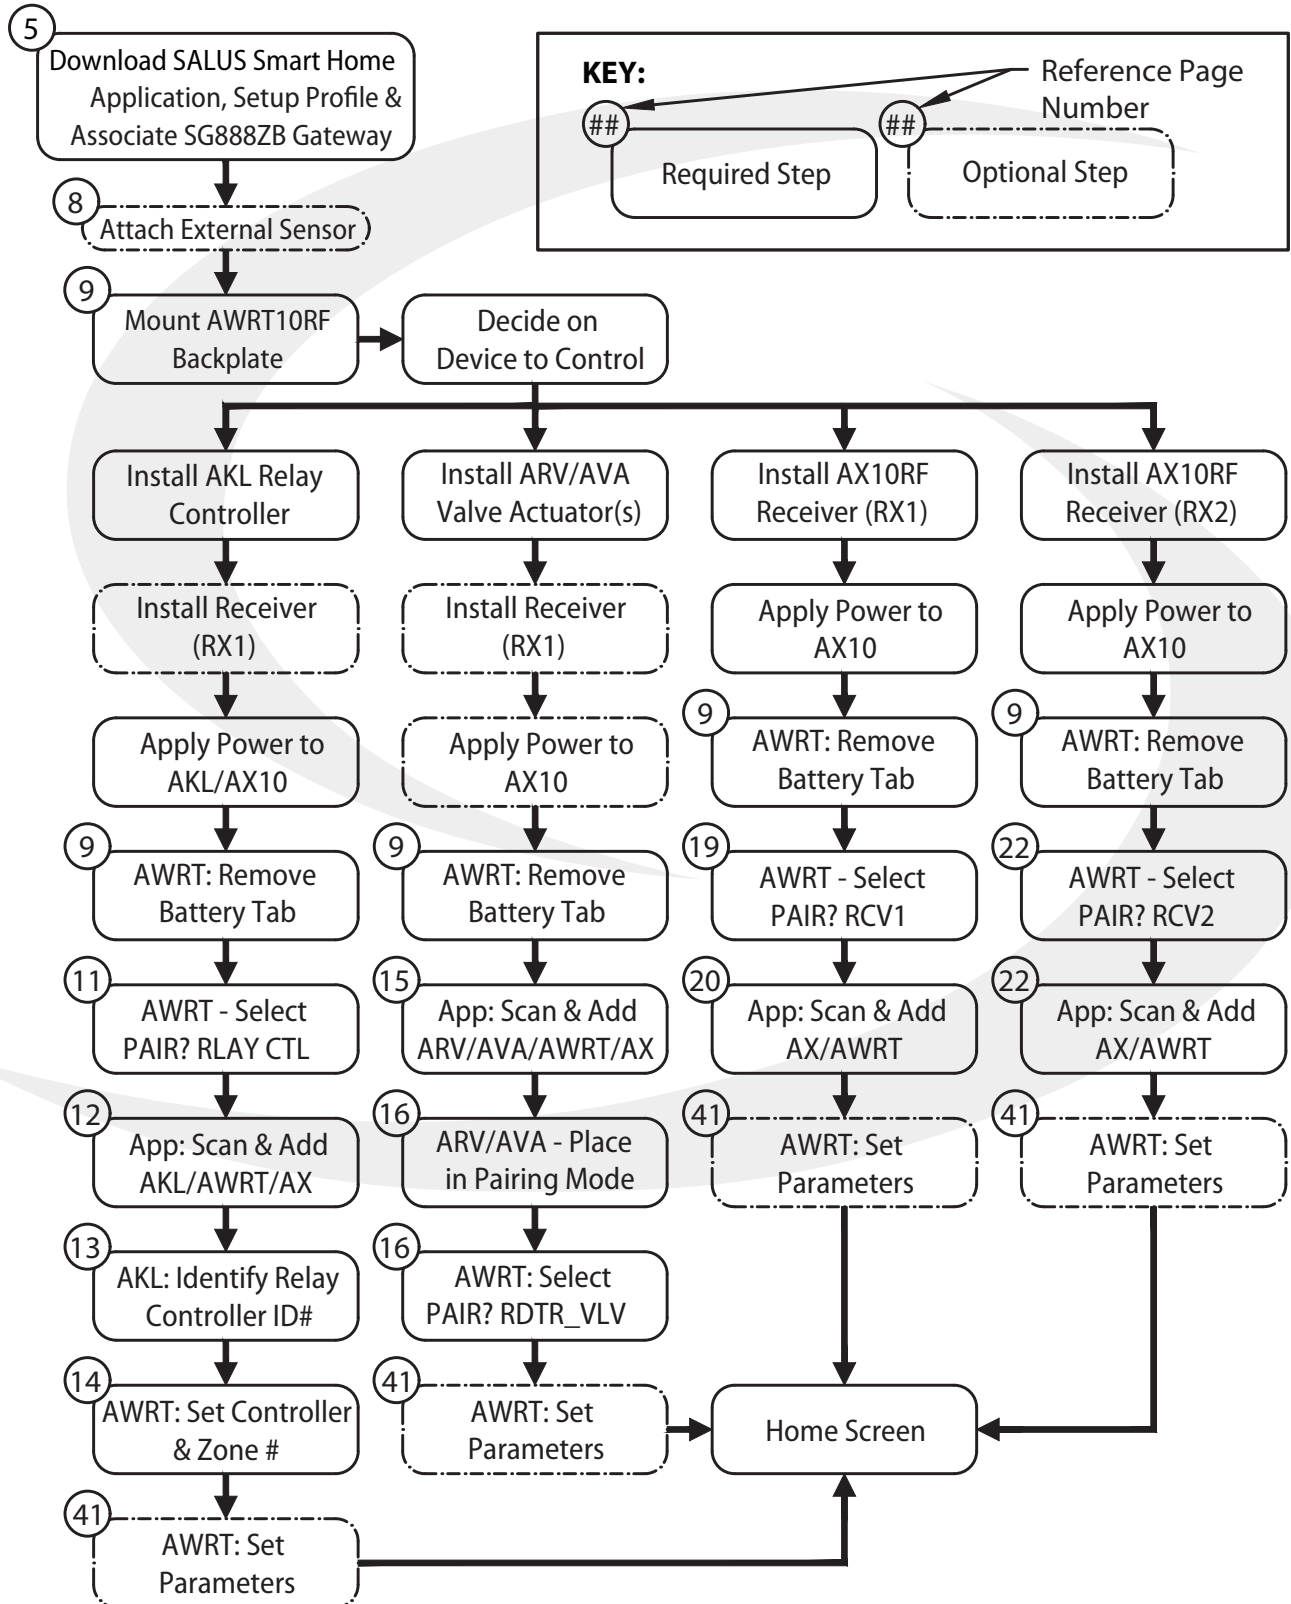 5
Download SALUS Smart Home
Application, Setup Profile &
Associate SG888ZB Gateway
KEY:
Reference Page
Number
##
Required Step
##
Optional Step
8
Attach External Sensor
9
Mount AWRT10RF
Backplate
Decide on
Device to Control
Install AKL Relay
Controller
Install Receiver
(RX1)
Apply Power to
AKL/AX10
9
AWRT: Remove
Battery Tab
11
AWRT - Select
PAIR? RLAY CTL
12
App: Scan & Add
AKL/AWRT/AX
13
AKL: Identify Relay
Controller ID#
14
AWRT: Set Controller
& Zone #
41
AWRT: Set
Parameters
Install ARV/AVA
Valve Actuator(s)
Install Receiver
(RX1)
Apply Power to
AX10
9
AWRT: Remove
Battery Tab
15
App: Scan & Add
ARV/AVA/AWRT/AX
16
ARV/AVA - Place
in Pairing Mode
16
AWRT: Select
PAIR? RDTR_VLV
41
AWRT: Set
Parameters
Install AX10RF
Receiver (RX1)
Apply Power to
AX10
9
AWRT: Remove
Battery Tab
19
AWRT - Select
PAIR? RCV1
20
App: Scan & Add
AX/AWRT
41
AWRT: Set
Parameters
Install AX10RF
Receiver (RX2)
Apply Power to
AX10
9
AWRT: Remove
Battery Tab
22
AWRT - Select
PAIR? RCV2
22
App: Scan & Add
AX/AWRT
41
AWRT: Set
Parameters
Home Screen